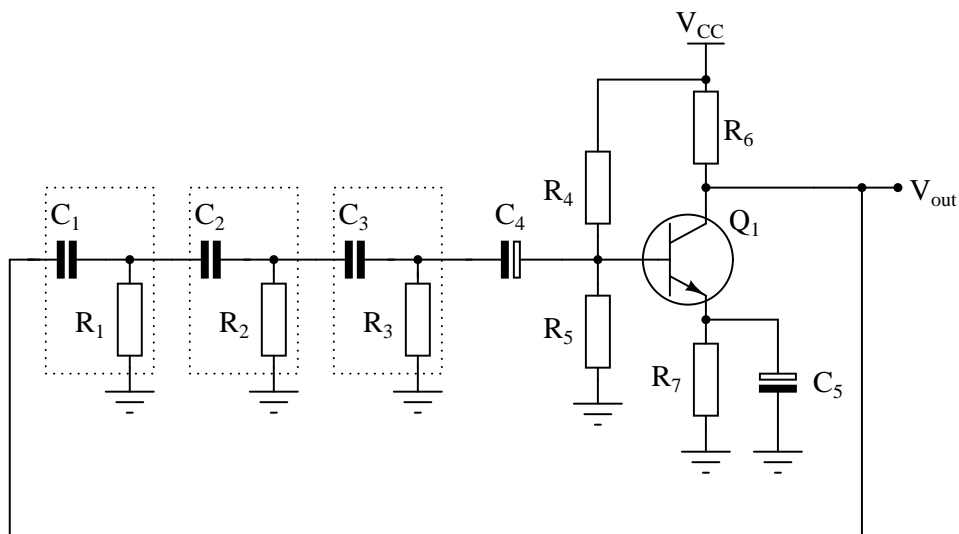 V_CC
R_6
R_4
V_out
C_1
C_2
C_3
C_4
Q_1
R_1
R_2
R_3
R_5
R_7
C_5